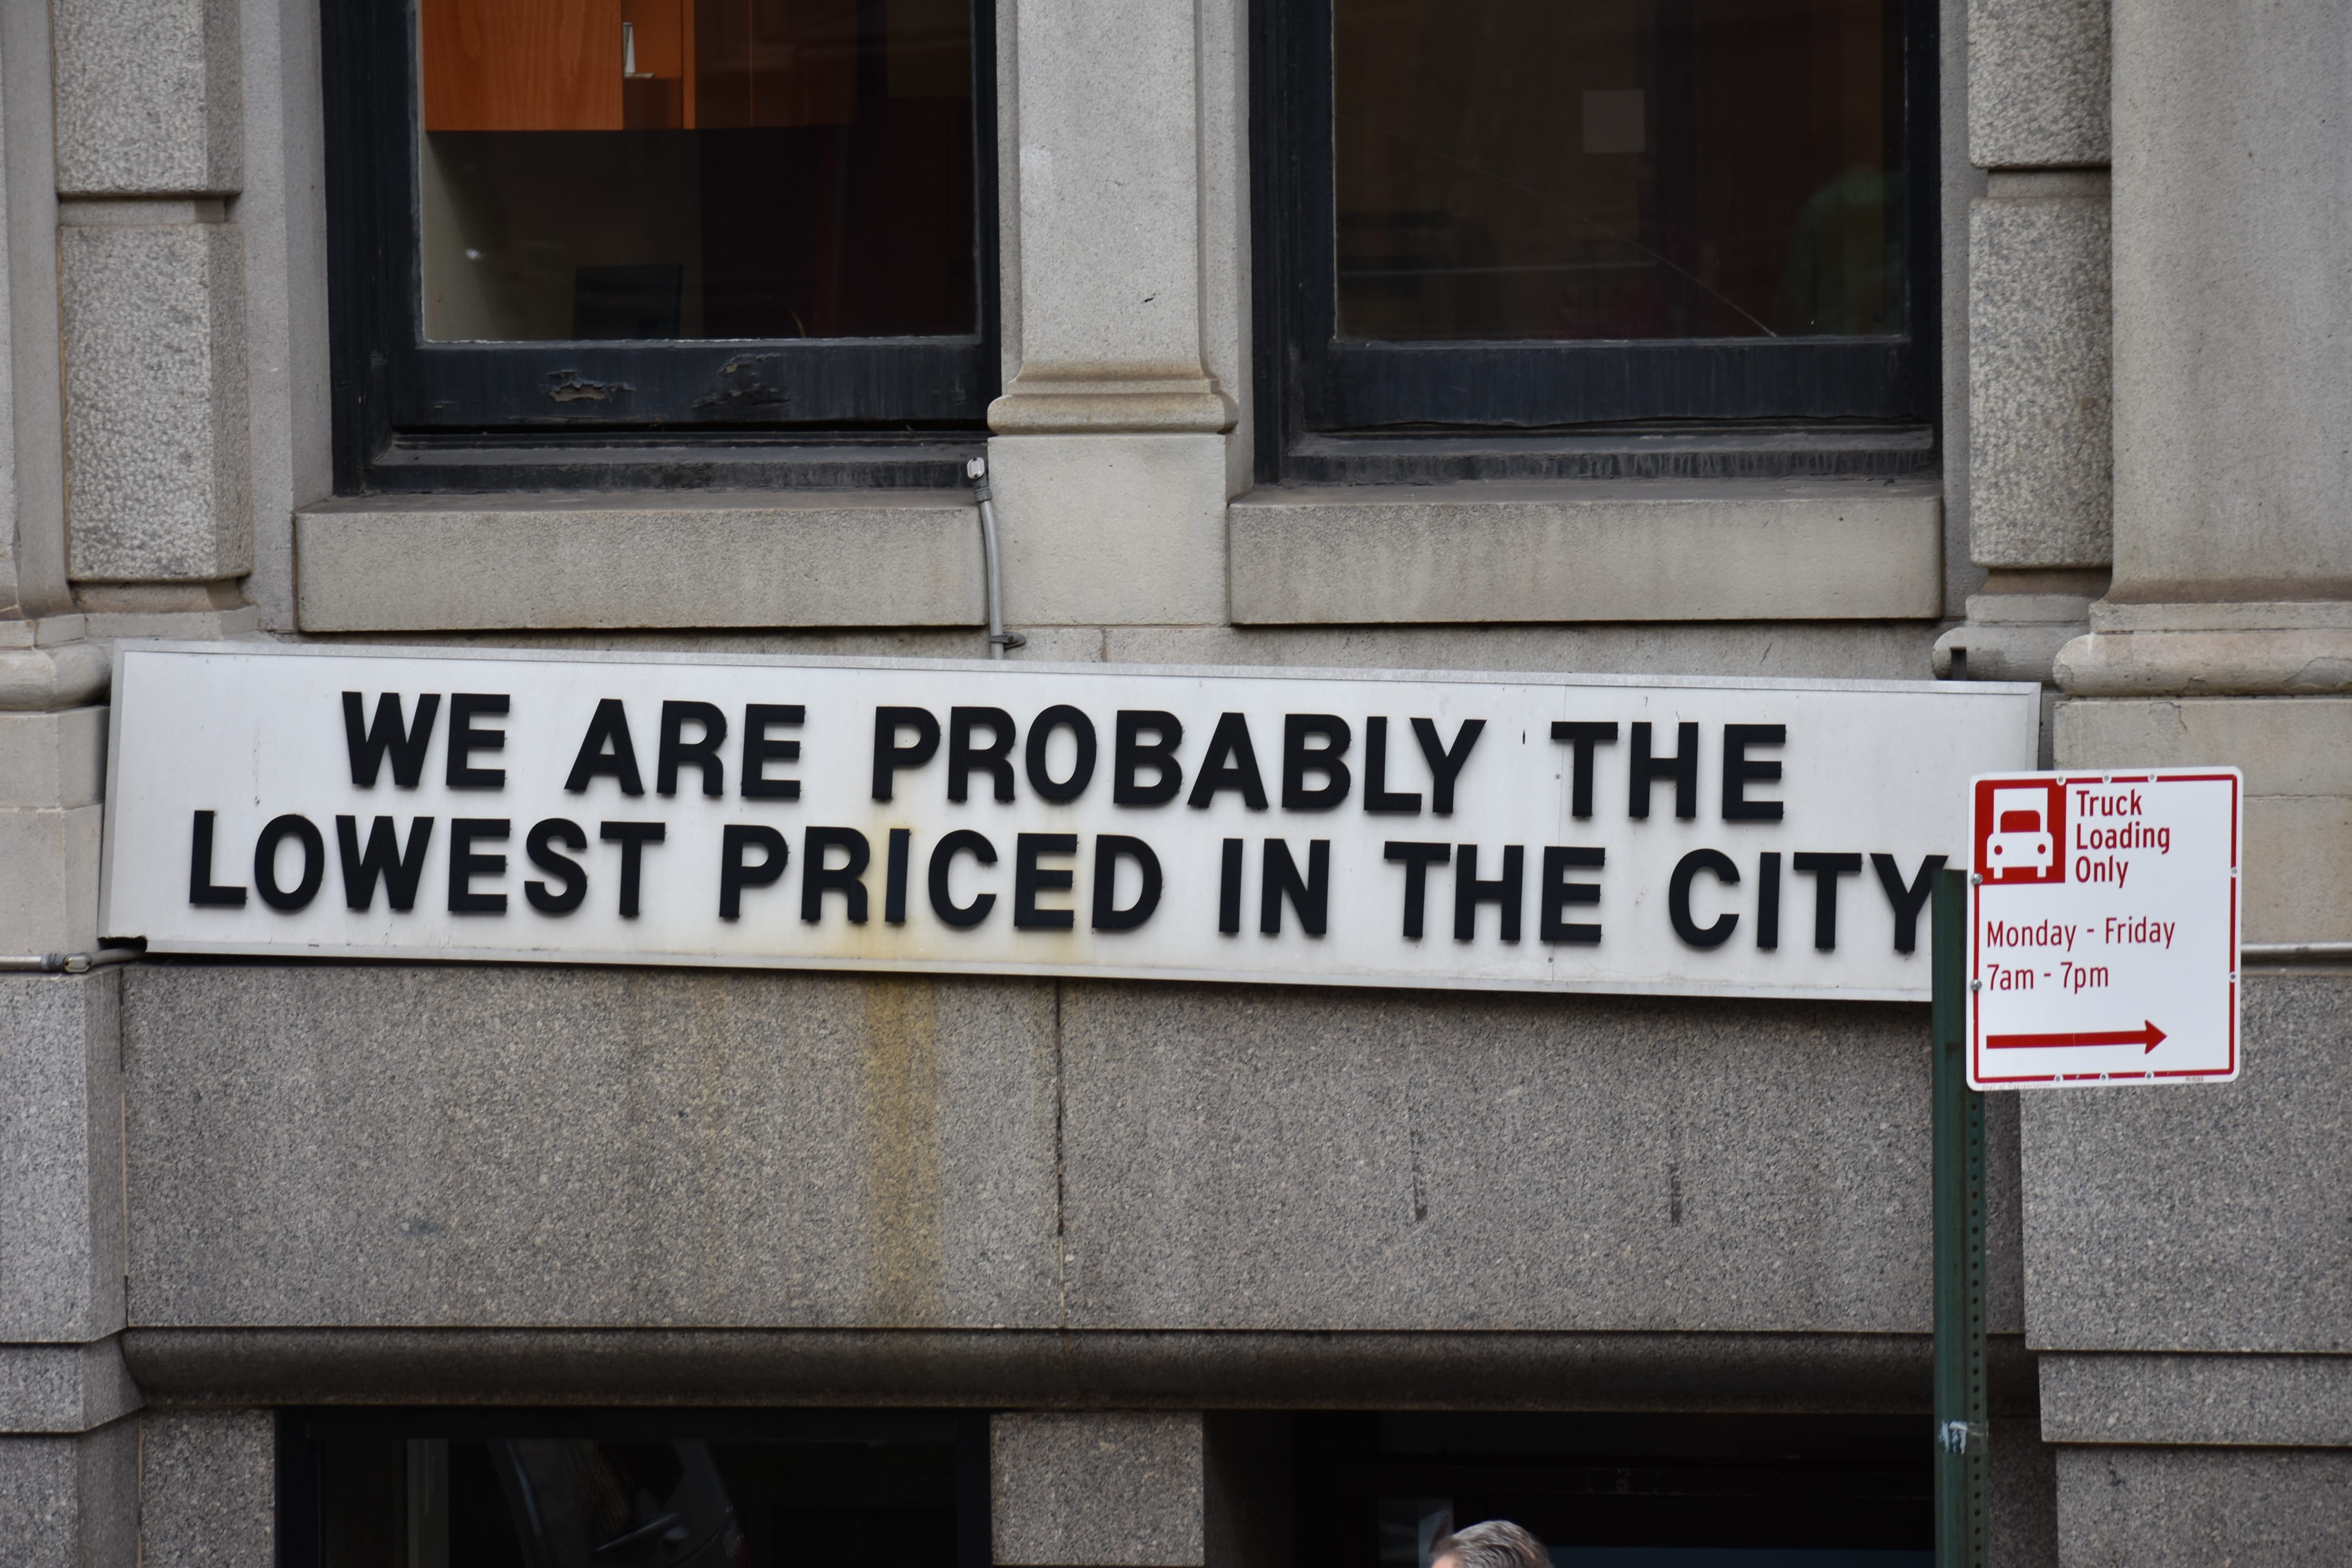 WE ARE PROBABLY THE
LOWEST PRICED IN THE CITY
Truck
Loading
Only
Monday - Friday
7am - 7pm